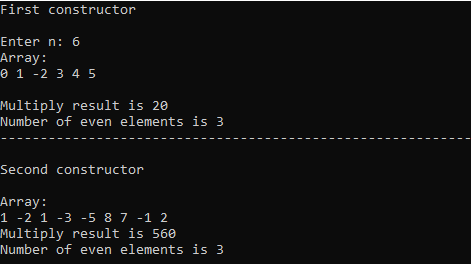 First constructor
Enter n: 6
Array:
0 1 -2 3 4 5
Multiply result is 20
Number of even elements is 3
-----------------------------------------------------------
Second constructor
Array:
1 -2 1 -3 -5 8 7 -1 2
Multiply result is 560
Number of even elements is 3